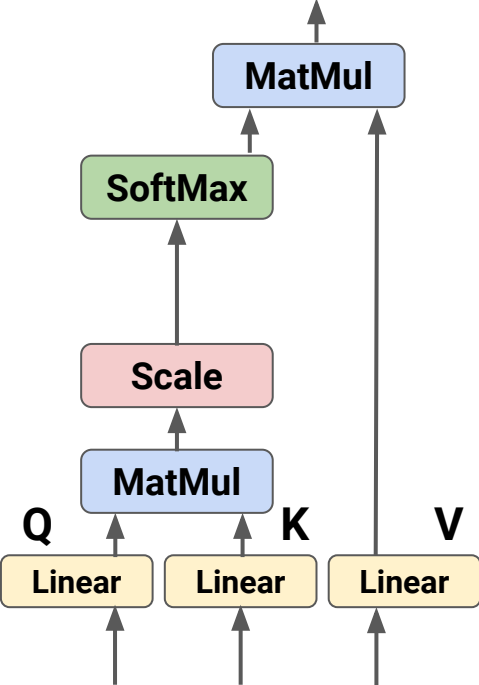 MatMul
SoftMax
Scale
MatMul
Q K V
Linear Linear Linear